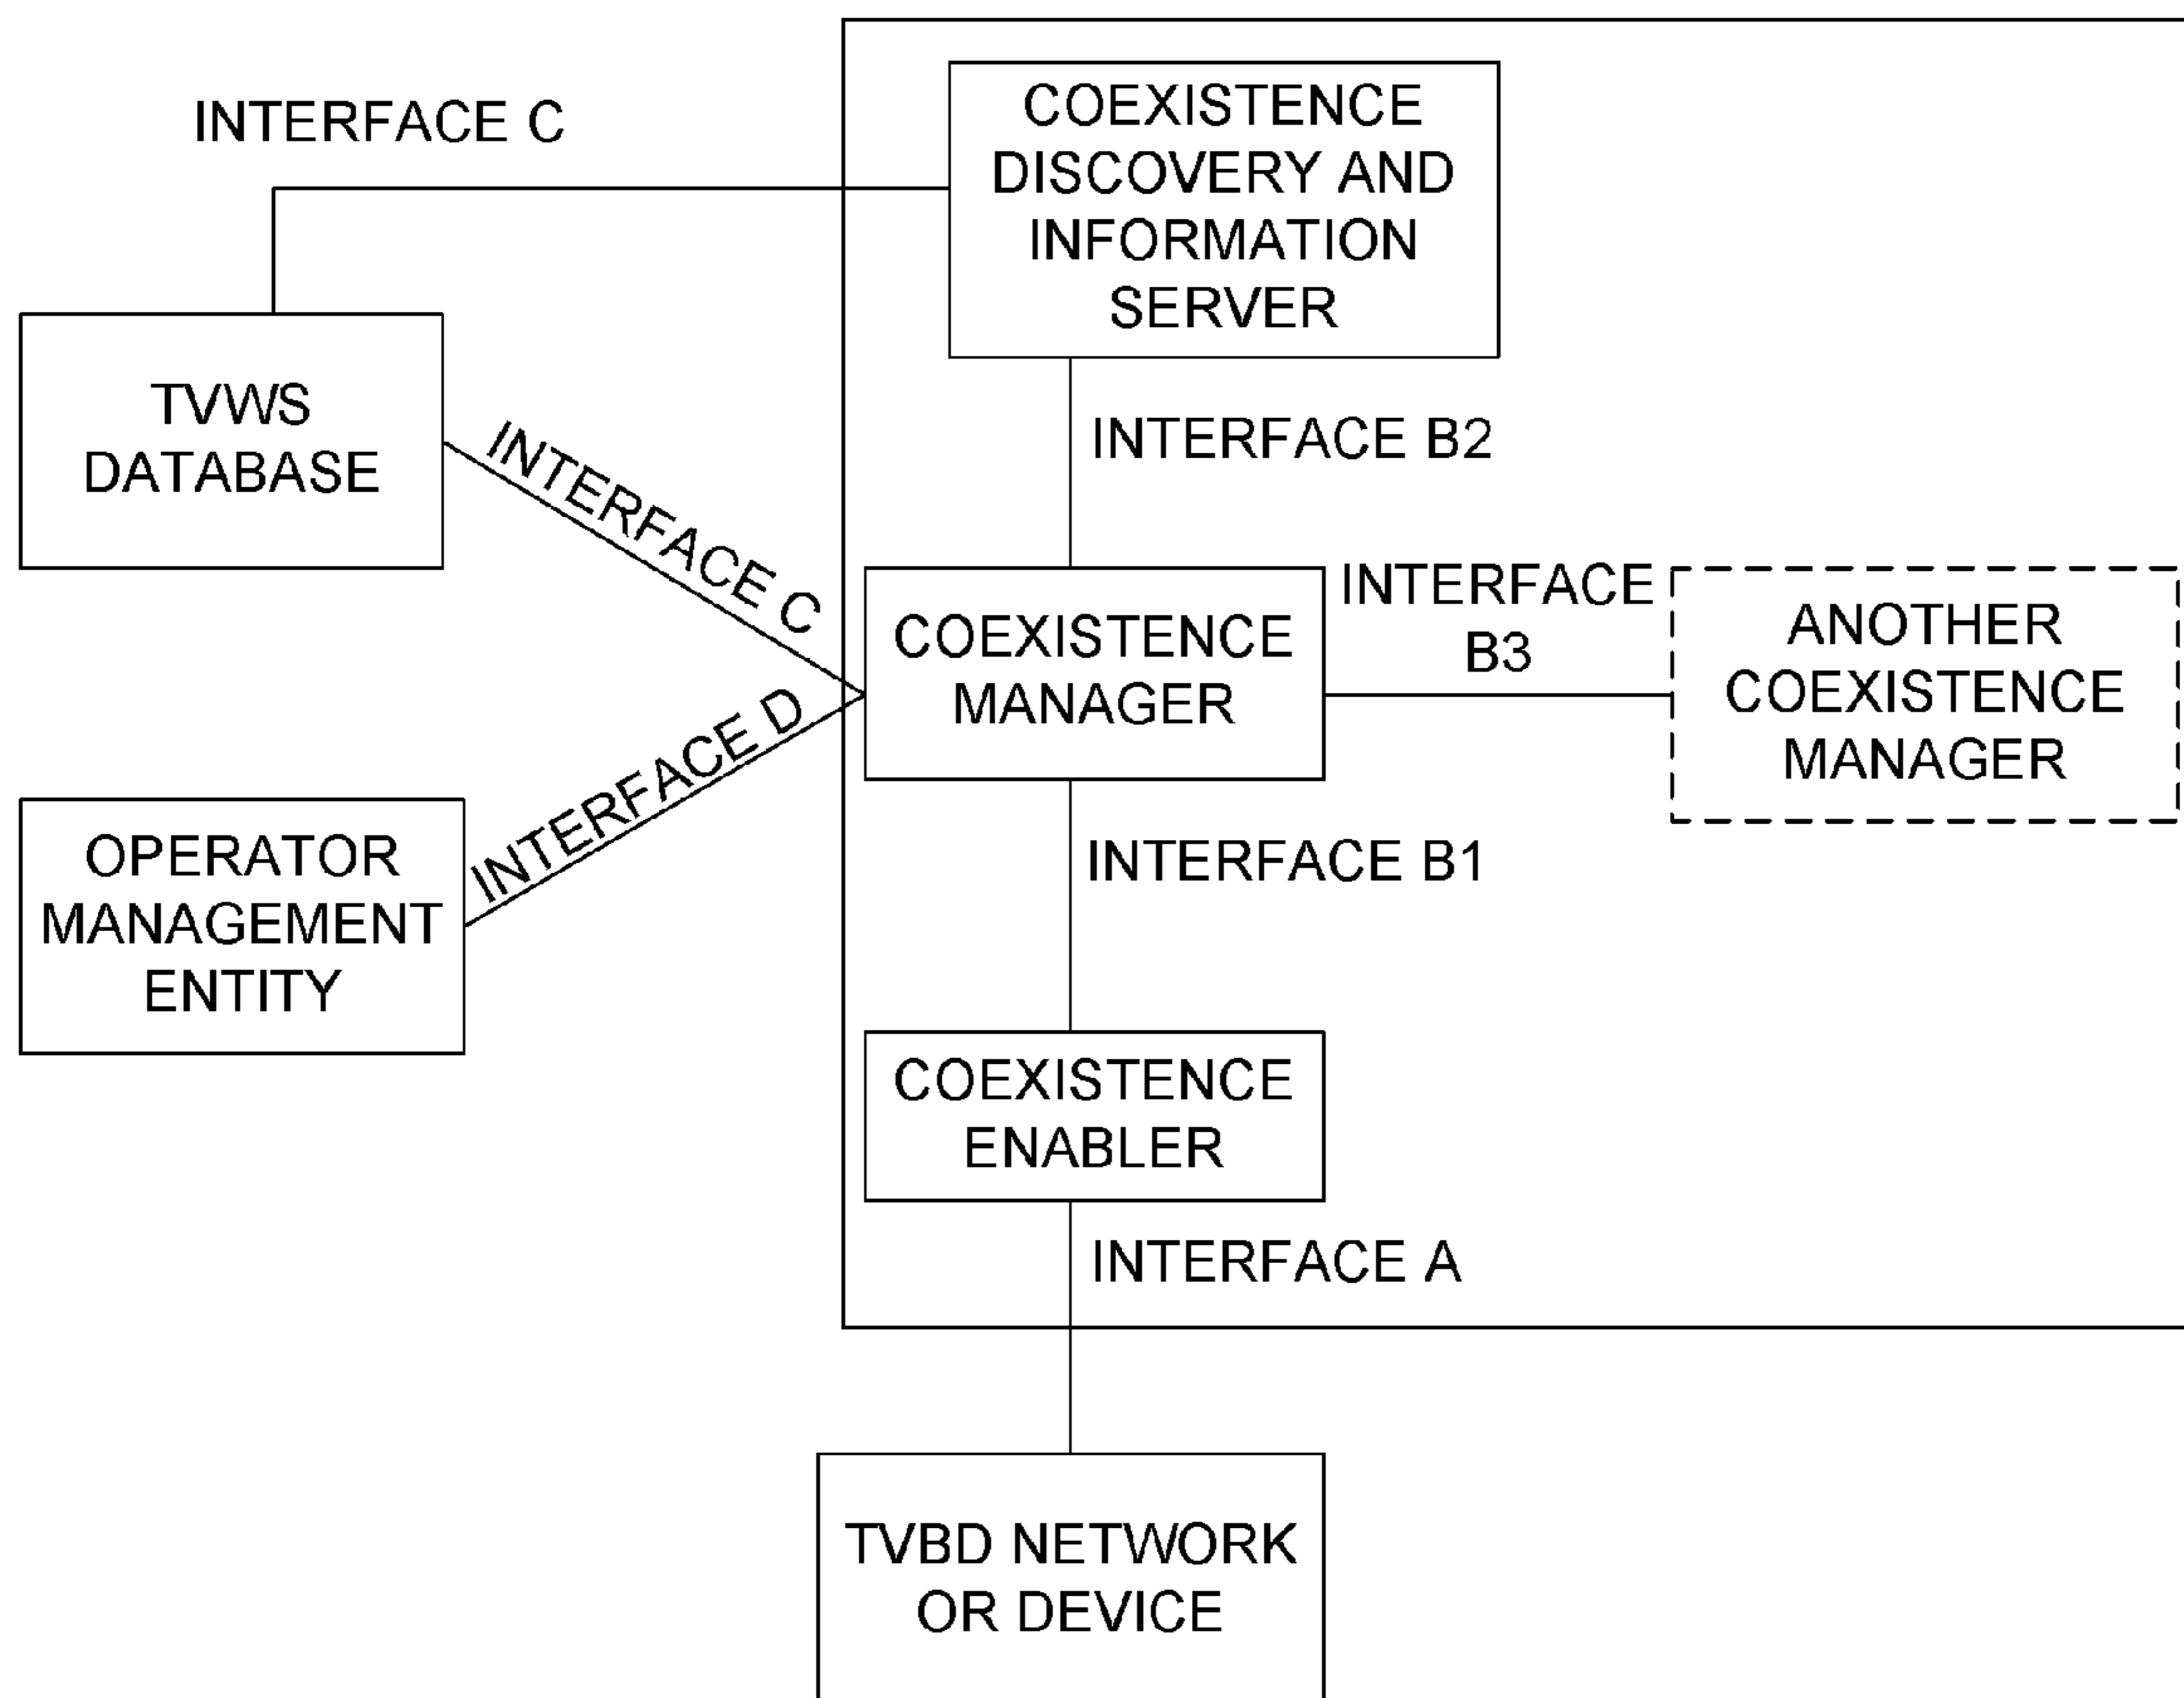 INTERFACE C
COEXISTENCE
DISCOVERY AND
INFORMATION
SERVER
TVWS
DATABASE
INTERFACE C
INTERFACE B2
COEXISTENCE
MANAGER
INTERFACE
B3
ANOTHER
COEXISTENCE
MANAGER
INTERFACE D
OPERATOR
MANAGEMENT
ENTITY
INTERFACE B1
COEXISTENCE
ENABLER
INTERFACE A
TVBD NETWORK
OR DEVICE